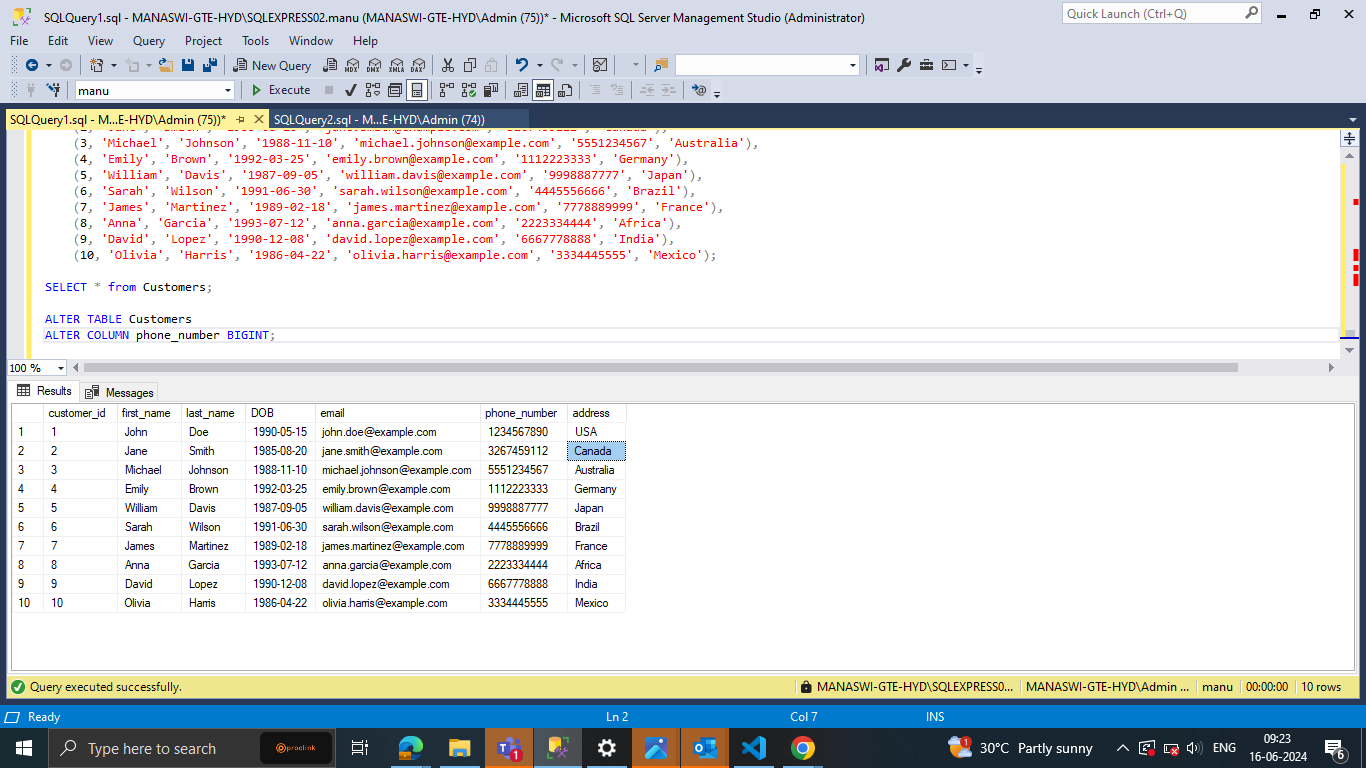 SQLQuery1.sql - MANASWI-GTE-HYD\SQLEXPRESS02.manu (MANASWI-GTE-HYD\Admin (75))* - Microsoft SQL Server Management Studio (Administrator)
Quick Launch (Ctrl+Q)
File Edit View Query Project Tools Window Help
New Query MDX DMX XMLA DAX
manu Execute
SQLQuery1.sql - M...E-HYD\Admin (75))* SQLQuery2.sql - M...E-HYD\Admin (74))
(3, 'Michael', 'Johnson', '1988-11-10', 'michael.johnson@example.com', '5551234567', 'Australia'),
(4, 'Emily', 'Brown', '1992-03-25', 'emily.brown@example.com', '1112223333', 'Germany'),
(5, 'William', 'Davis', '1987-09-05', 'william.davis@example.com', '9998887777', 'Japan'),
(6, 'Sarah', 'Wilson', '1991-06-30', 'sarah.wilson@example.com', '4445556666', 'Brazil'),
(7, 'James', 'Martinez', '1989-02-18', 'james.martinez@example.com', '7778889999', 'France'),
(8, 'Anna', 'Garcia', '1993-07-12', 'anna.garcia@example.com', '2223334444', 'Africa'),
(9, 'David', 'Lopez', '1990-12-08', 'david.lopez@example.com', '6667778888', 'India'),
(10, 'Olivia', 'Harris', '1986-04-22', 'olivia.harris@example.com', '3334445555', 'Mexico');
SELECT * from Customers;
ALTER TABLE Customers
ALTER COLUMN phone_number BIGINT;
100 %
Results Messages
customer_id first_name last_name DOB email phone_number address
1 1 John Doe 1990-05-15 john.doe@example.com 1234567890 USA
2 2 Jane Smith 1985-08-20 jane.smith@example.com 3267459112 Canada
3 3 Michael Johnson 1988-11-10 michael.johnson@example.com 5551234567 Australia
4 4 Emily Brown 1992-03-25 emily.brown@example.com 1112223333 Germany
5 5 William Davis 1987-09-05 william.davis@example.com 9998887777 Japan
6 6 Sarah Wilson 1991-06-30 sarah.wilson@example.com 4445556666 Brazil
7 7 James Martinez 1989-02-18 james.martinez@example.com 7778889999 France
8 8 Anna Garcia 1993-07-12 anna.garcia@example.com 2223334444 Africa
9 9 David Lopez 1990-12-08 david.lopez@example.com 6667778888 India
10 10 Olivia Harris 1986-04-22 olivia.harris@example.com 3334445555 Mexico
Query executed successfully. MANASWI-GTE-HYD\SQLEXPRESS0... MANASWI-GTE-HYD\Admin ... manu 00:00:00 10 rows
Ready Ln 2 Col 7 INS
Type here to search proclink 1 1 30°C Partly sunny ENG 09:23
16-06-2024 6